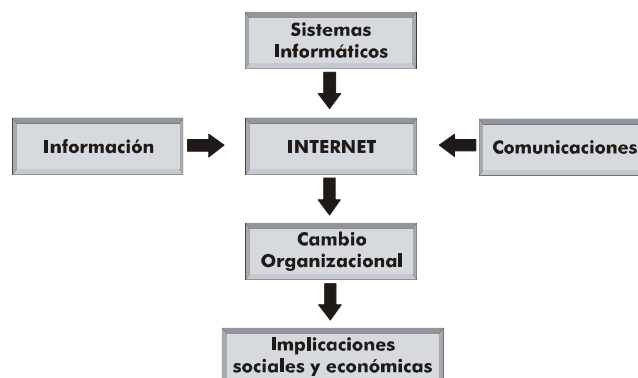 Sistemas
Informáticos
Información
INTERNET
Comunicaciones
Cambio
Organizacional
Implicaciones
sociales y económicas